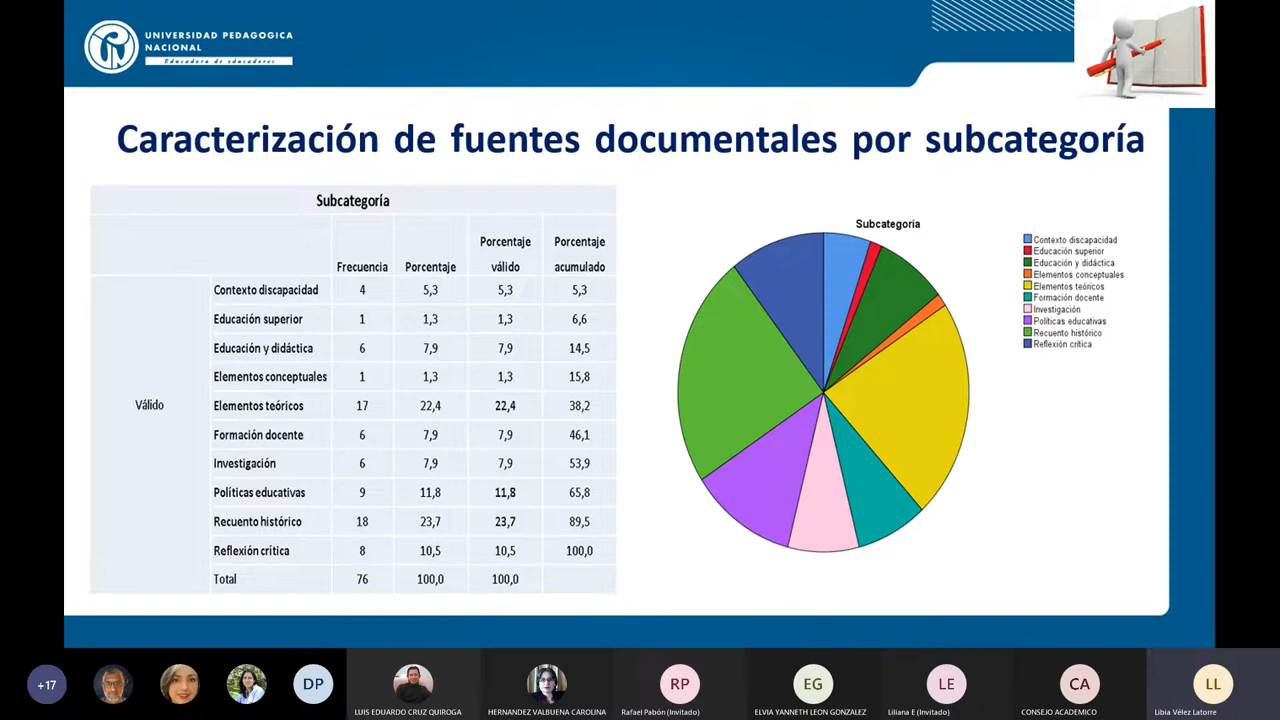 UNIVERSIDAD PEDAGOGICA
NACIONAL
Educadora de educadores
Caracterización de fuentes documentales por subcategoría
Subcategoría
Frecuencia Porcentaje Porcentaje válido Porcentaje acumulado
Válido
Contexto discapacidad 4 5,3 5,3 5,3
Educación superior 1 1,3 1,3 6,6
Educación y didáctica 6 7,9 7,9 14,5
Elementos conceptuales 1 1,3 1,3 15,8
Elementos teóricos 17 22,4 22,4 38,2
Formación docente 6 7,9 7,9 46,1
Investigación 6 7,9 7,9 53,9
Políticas educativas 9 11,8 11,8 65,8
Recuento histórico 18 23,7 23,7 89,5
Reflexión crítica 8 10,5 10,5 100,0
Total 76 100,0 100,0
Subcategoría
Contexto discapacidad
Educación superior
Educación y didáctica
Elementos conceptuales
Elementos teóricos
Formación docente
Investigación
Políticas educativas
Recuento histórico
Reflexión crítica
+17
DP
RP
EG
LE
CA
LL
LUIS EDUARDO CRUZ QUIROGA
HERNANDEZ VALBUENA CAROLINA
Rafael Pabón (Invitado)
ELVIA YANNETH LEON GONZALEZ
Liliana E (Invitado)
CONSEJO ACADEMICO
Libia Vélez Latorre